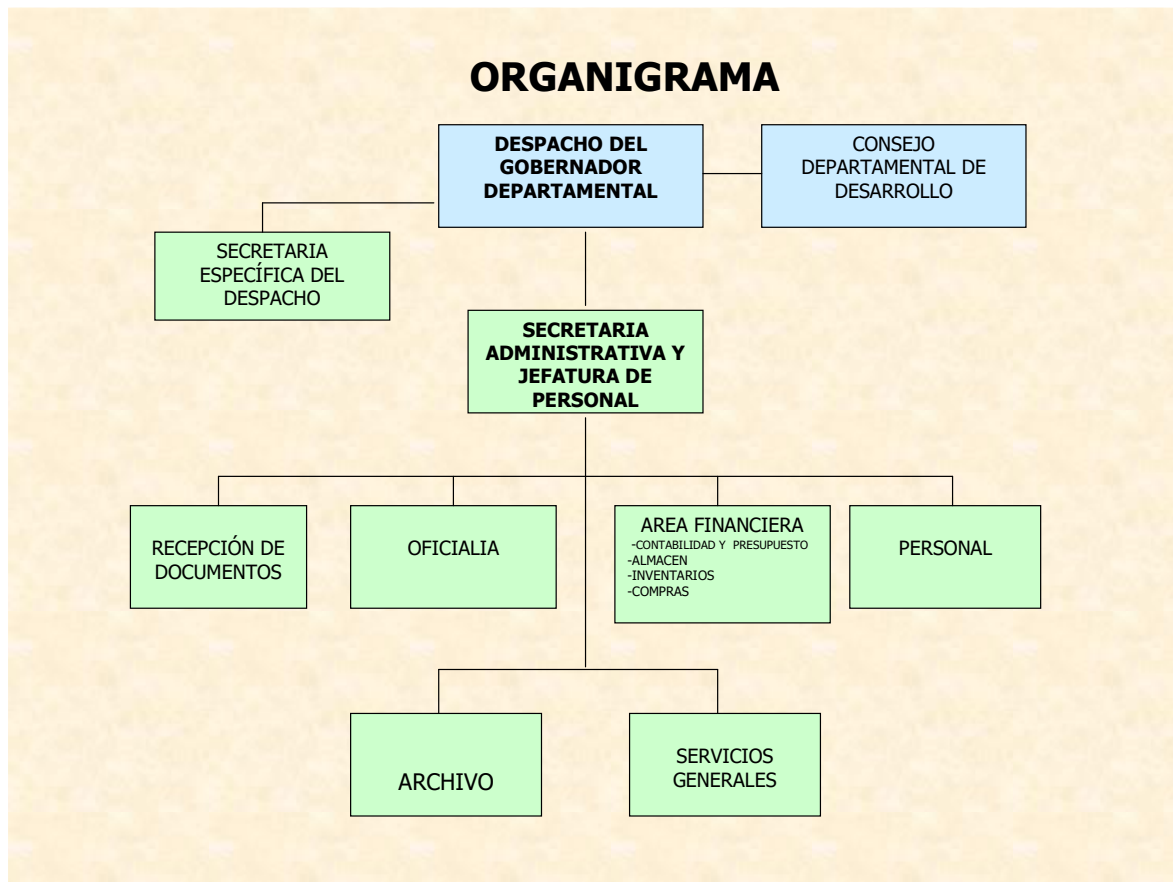 ORGANIGRAMA
DESPACHO DEL
GOBERNADOR
DEPARTAMENTAL
CONSEJO
DEPARTAMENTAL DE
DESARROLLO
SECRETARIA
ESPECÍFICA DEL
DESPACHO
SECRETARIA
ADMINISTRATIVA Y
JEFATURA DE
PERSONAL
RECEPCIÓN DE
DOCUMENTOS
OFICIALIA
AREA FINANCIERA
-CONTABILIDAD Y PRESUPUESTO
-ALMACEN
-INVENTARIOS
-COMPRAS
PERSONAL
ARCHIVO
SERVICIOS
GENERALES